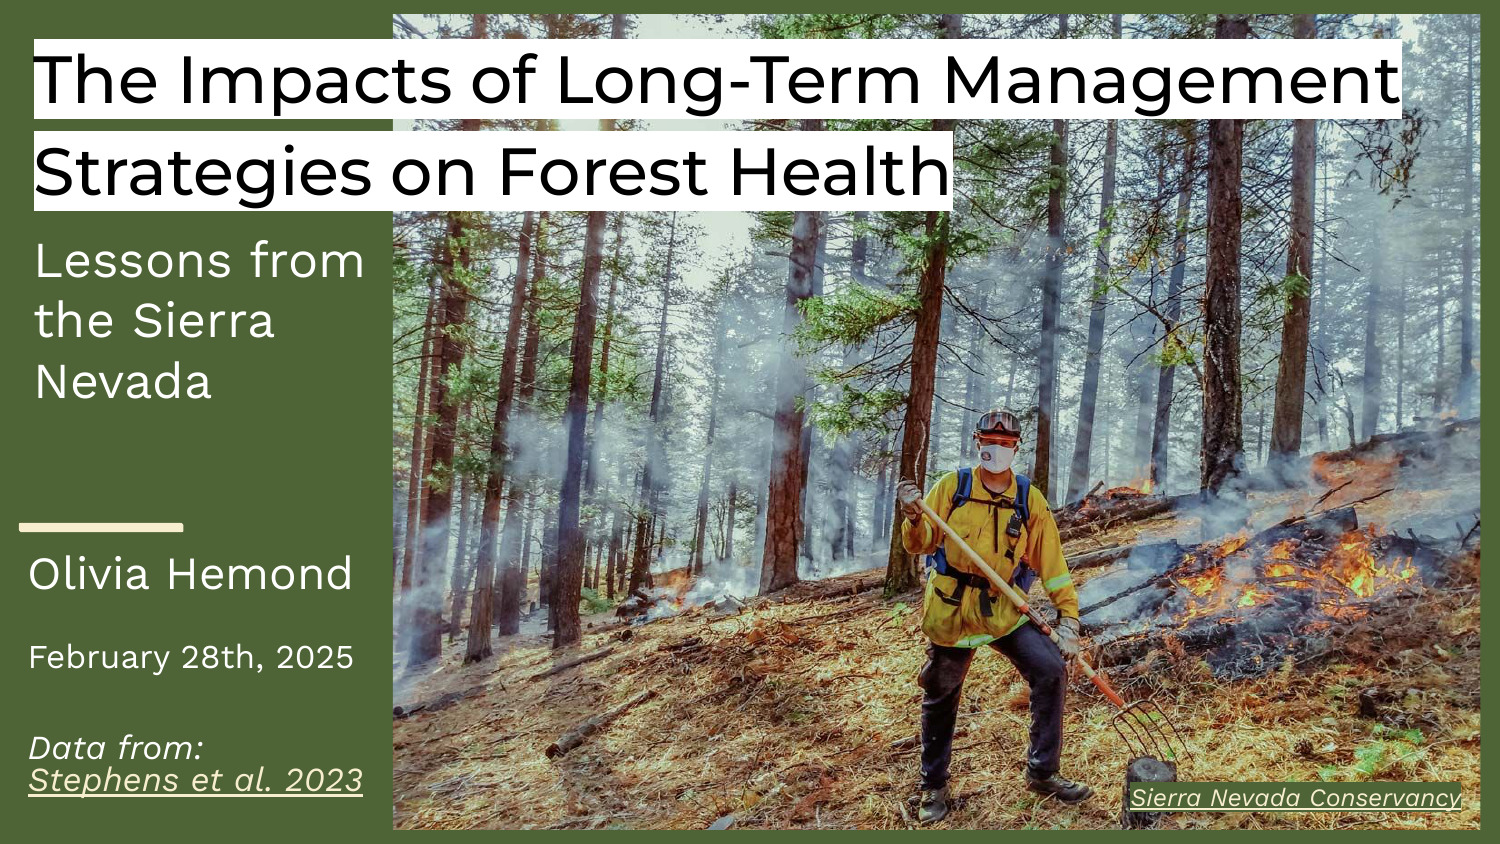 The Impacts of Long-Term Management
Strategies on Forest Health
Lessons from
the Sierra
Nevada
Olivia Hemond
February 28th, 2025
Data from:
Stephens et al. 2023
Sierra Nevada Conservancy